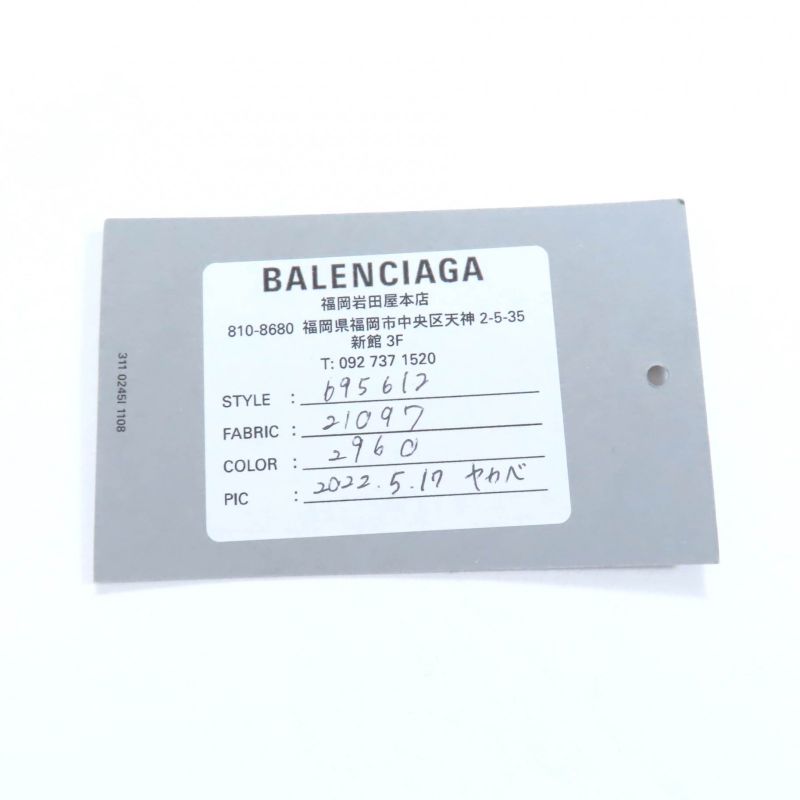 BALENCIAGA
福岡岩田屋本店
810-8680 福岡県福岡市中央区天神 2-5-35
新館 3F
T: 092 737 1520
STYLE : 695612
FABRIC : 21097
COLOR : 2960
PIC : 2022.5.17 ヤカベ
311 0245I 1108